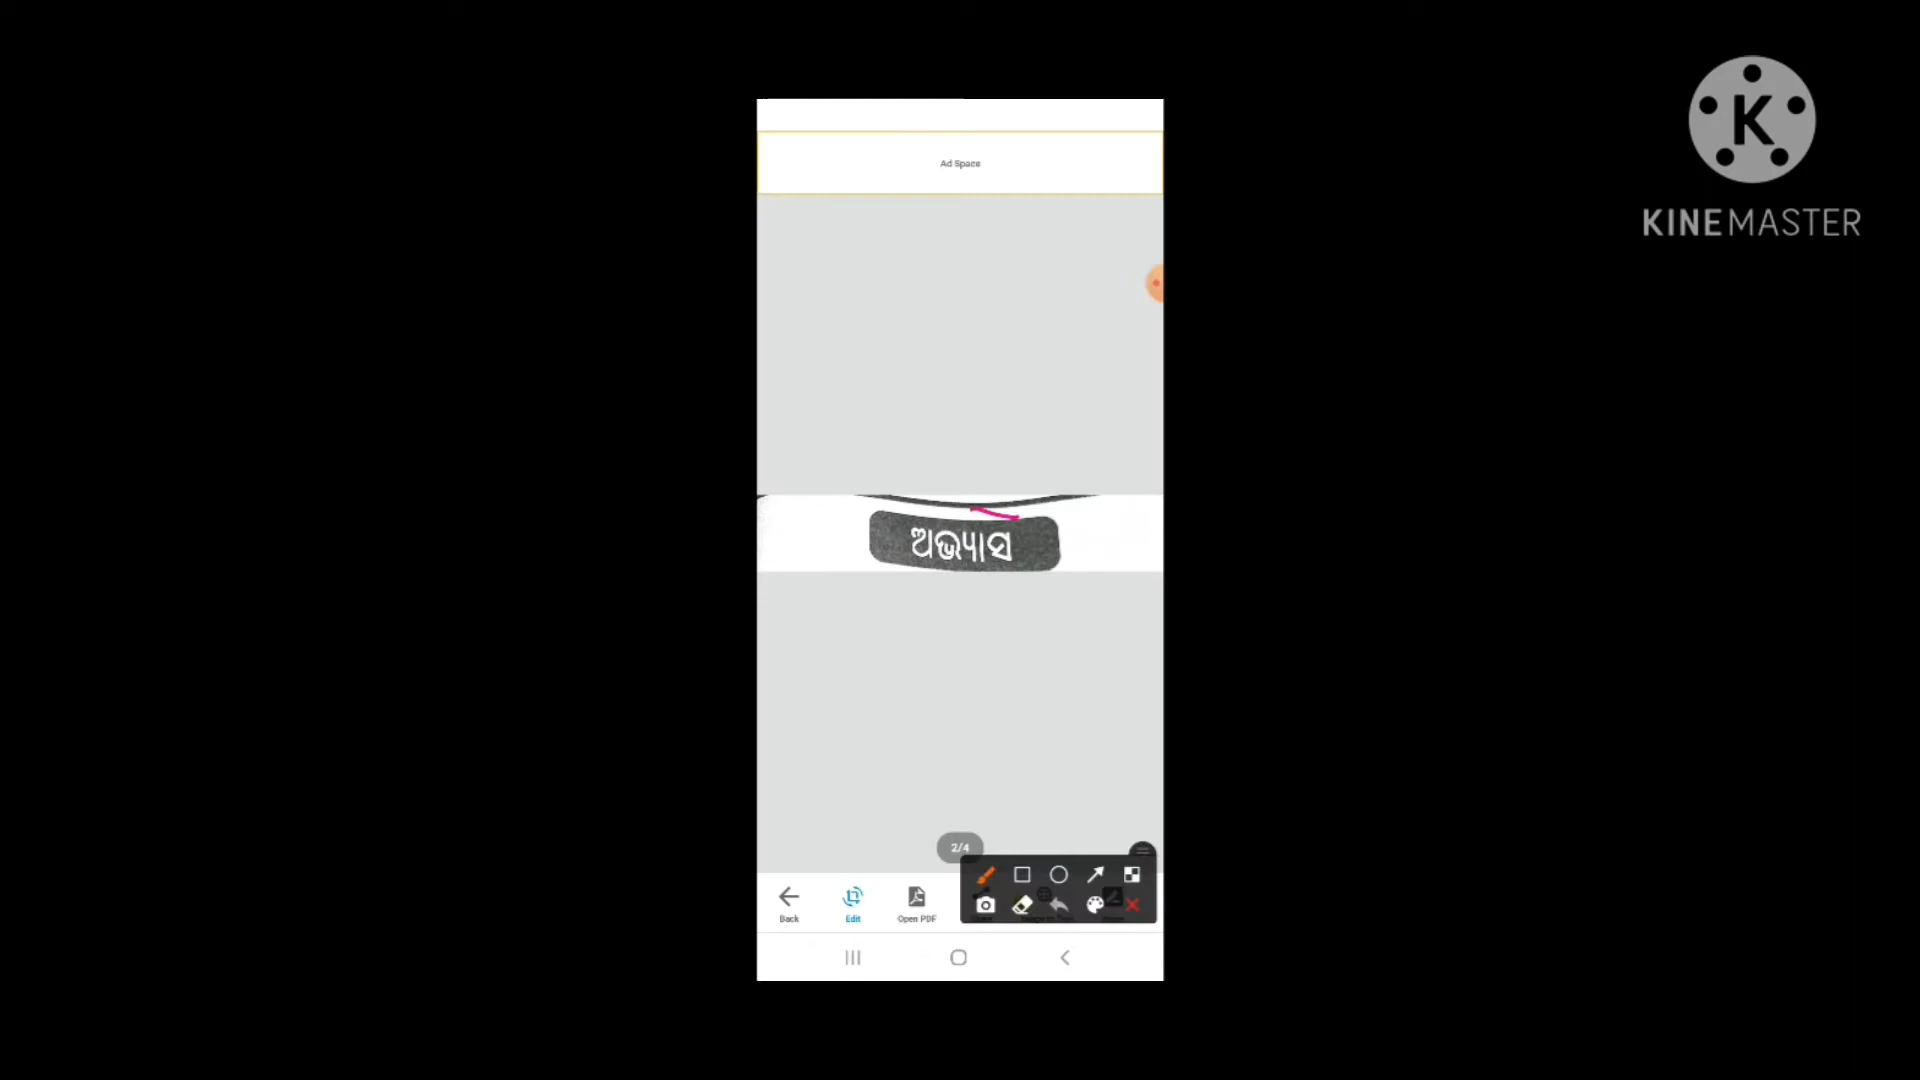 K
KINEMASTER
Ad Space
ଅଭ୍ୟାସ
2/4
Back
Edit
Open PDF